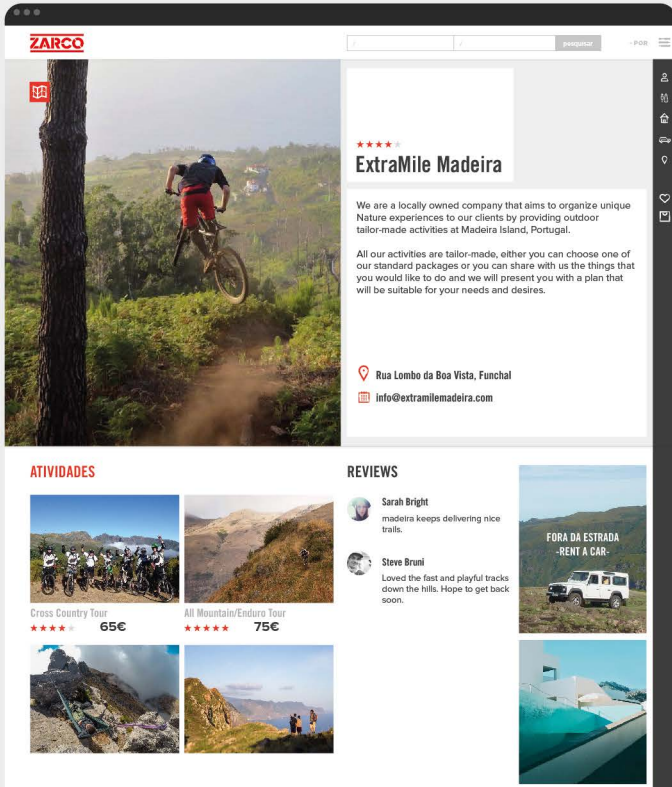 ZARCO
/
/
pesquisar
- POR
ExtraMile Madeira
We are a locally owned company that aims to organize unique
Nature experiences to our clients by providing outdoor
tailor-made activities at Madeira Island, Portugal.
All our activities are tailor-made, either you can choose one of
our standard packages or you can share with us the things that
you would like to do and we will present you with a plan that
will be suitable for your needs and desires.
Rua Lombo da Boa Vista, Funchal
info@extramilemadeira.com
ATIVIDADES
Cross Country Tour
65€
All Mountain/Enduro Tour
75€
REVIEWS
Sarah Bright
madeira keeps delivering nice
trails.
Steve Bruni
Loved the fast and playful tracks
down the hills. Hope to get back
soon.
FORA DA ESTRADA
-RENT A CAR-